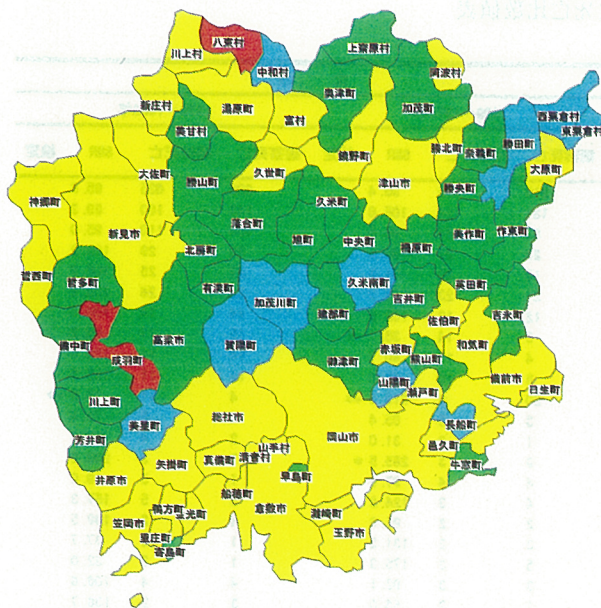 八束村
川上村
中和村
上齋原村
阿波村
新庄村
湯原町
奥津町
富村
加茂町
美甘村
鏡野町
勝北町
奈義町
勝田町
西粟倉村
東粟倉村
大原町
大佐町
久世町
津山市
勝山町
勝央町
神郷町
久米町
新見市
落合町
旭町
中央町
柵原町
美作町
作東町
北房町
哲西町
哲多町
有漢町
加茂川町
久米南町
英田町
吉井町
建部町
佐伯町
吉永町
備中町
高梁市
成羽町
賀陽町
御津町
赤坂町
熊山町
和気町
山陽町
瀬戸町
備前市
日生町
川上町
美星町
総社市
岡山市
長船町
芳井町
邑久町
牛窓町
矢掛町
真備町
清音村
山手村
早島町
井原市
船穂町
倉敷市
灘崎町
玉野市
鴨方町
笠岡市
里庄町
寄島町